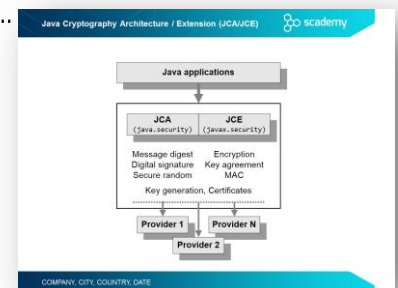 ..
Java Cryptography Architecture / Extension (JCA/JCE)
scademy
Java applications
JCA
(java.security)
JCE
(javax.security)
Message digest
Digital signature
Secure random
Encryption
Key agreement
MAC
Key generation, Certificates
Provider 1
Provider N
Provider 2
COMPANY, CITY, COUNTRY, DATE